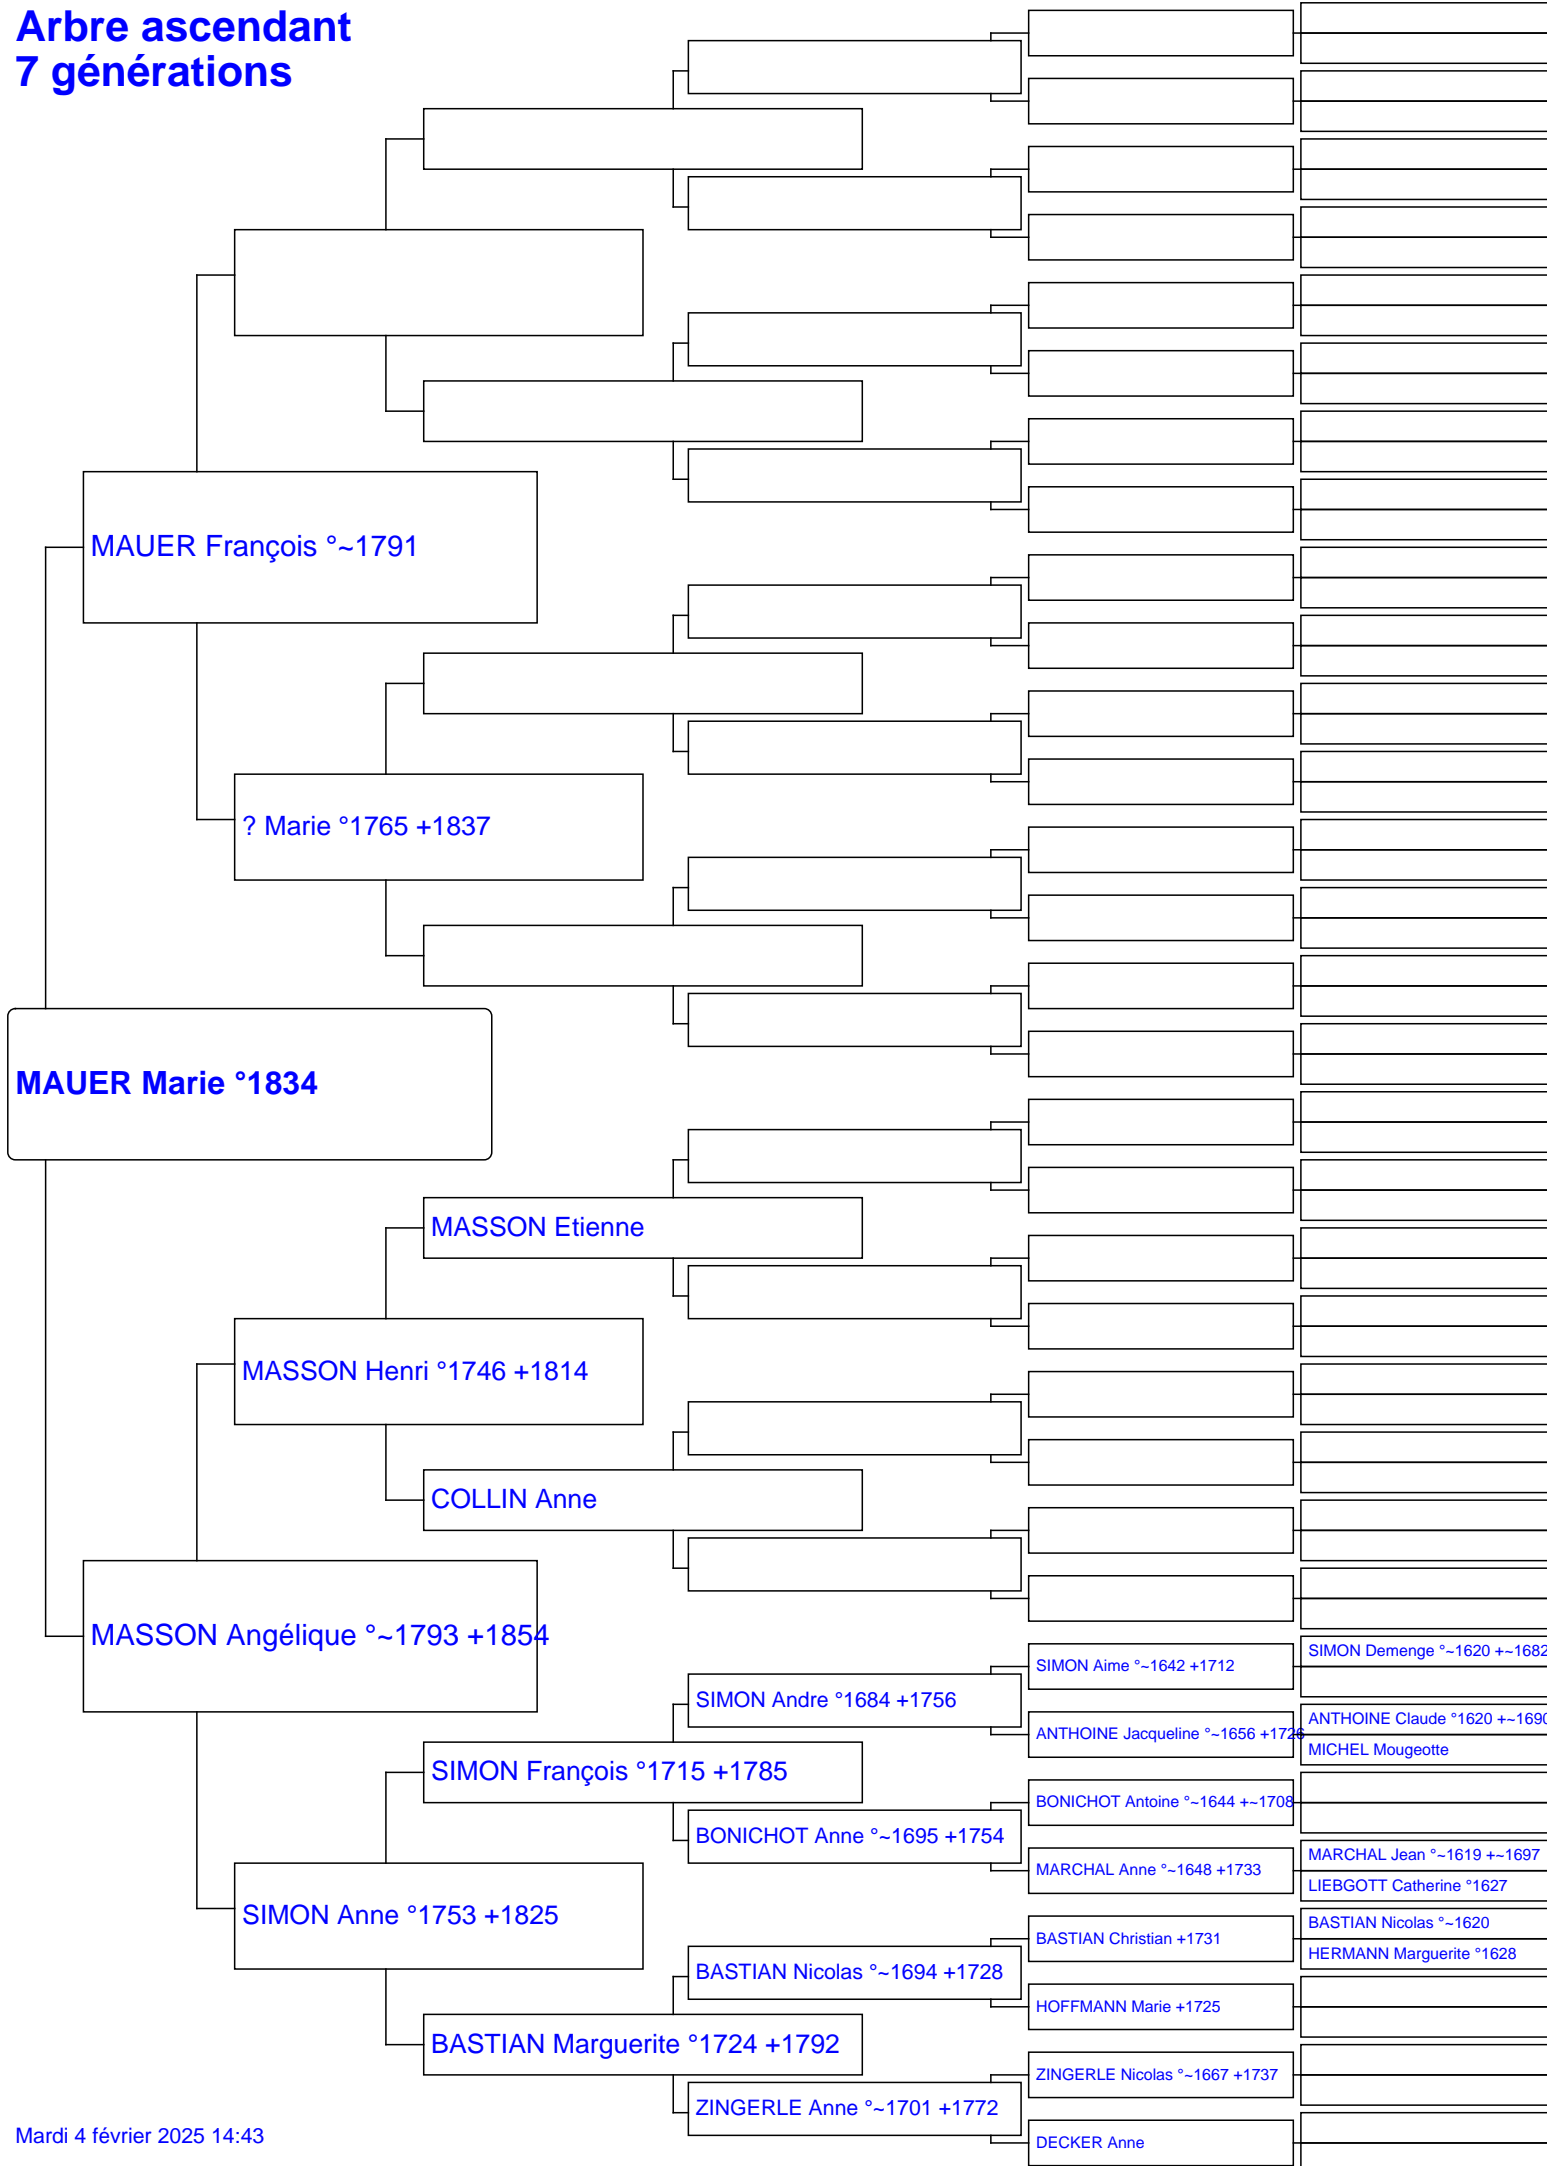 Arbre ascendant
7 générations
MAUER François °~1791
? Marie °1765 +1837
MAUER Marie °1834
MASSON Etienne
MASSON Henri °1746 +1814
COLLIN Anne
MASSON Angélique °~1793 +1854
SIMON Demenge °~1620 +~1682
SIMON Aime °~1642 +1712
SIMON Andre °1684 +1756
ANTHOINE Claude °1620 +~1690
ANTHOINE Jacqueline °~1656 +1726
MICHEL Mougeotte
SIMON François °1715 +1785
BONICHOT Antoine °~1644 +~1708
BONICHOT Anne °~1695 +1754
MARCHAL Jean °~1619 +~1697
MARCHAL Anne °~1648 +1733
LIEBGOTT Catherine °1627
SIMON Anne °1753 +1825
BASTIAN Nicolas °~1620
BASTIAN Christian +1731
HERMANN Marguerite °1628
BASTIAN Nicolas °~1694 +1728
HOFFMANN Marie +1725
BASTIAN Marguerite °1724 +1792
ZINGERLE Nicolas °~1667 +1737
ZINGERLE Anne °~1701 +1772
DECKER Anne
Mardi 4 février 2025 14:43